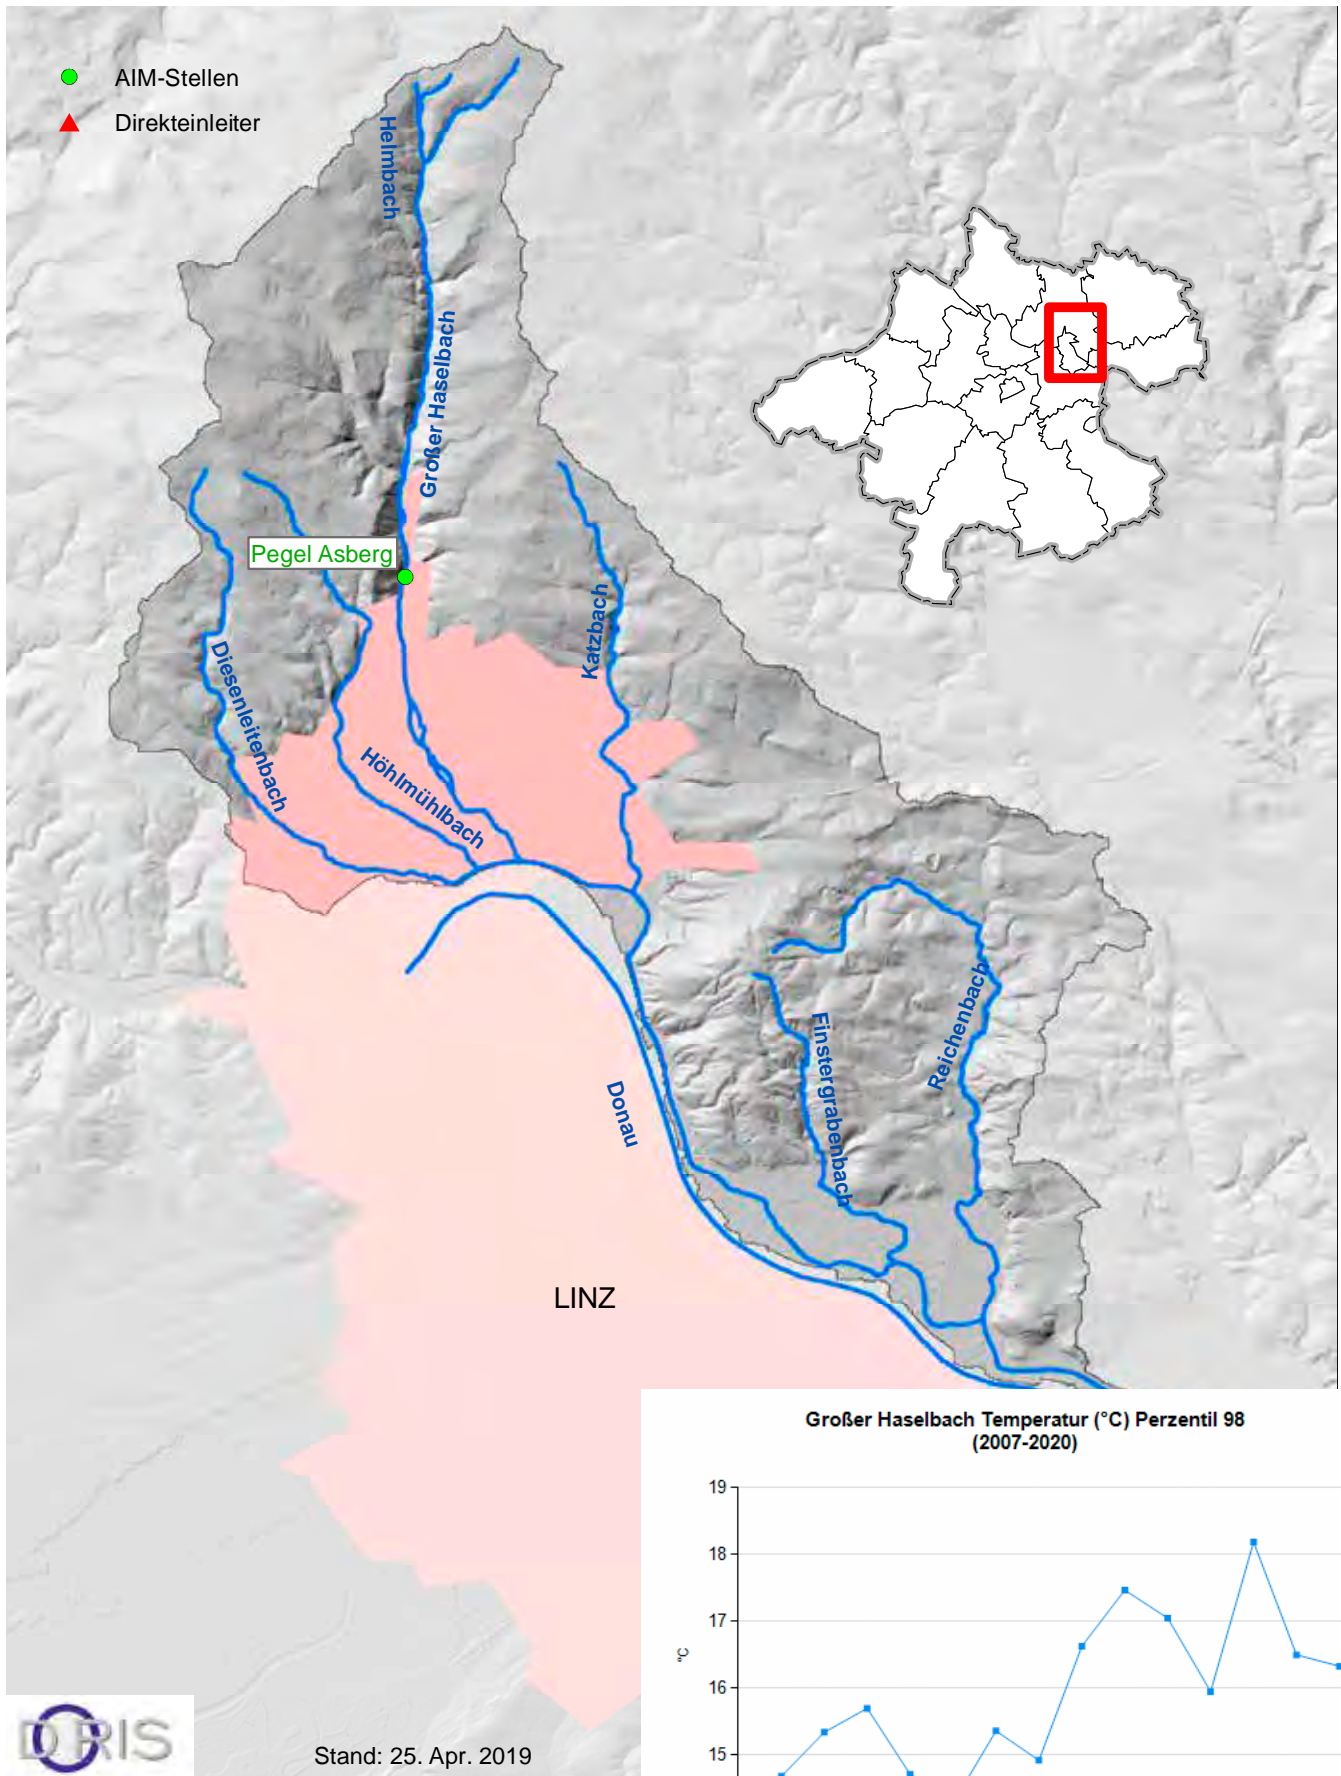 AIM-Stellen
Direkteinleiter
Helmbach
Großer Haselbach
Pegel Asberg
Katzbach
Diesenleitenbach
Höhlmühlbach
Reichenbach
Finstergrabenbach
Donau
LINZ
Großer Haselbach Temperatur (°C) Perzentil 98
(2007-2020)
19
18
17
°C
16
15
DORIS
Stand: 25. Apr. 2019